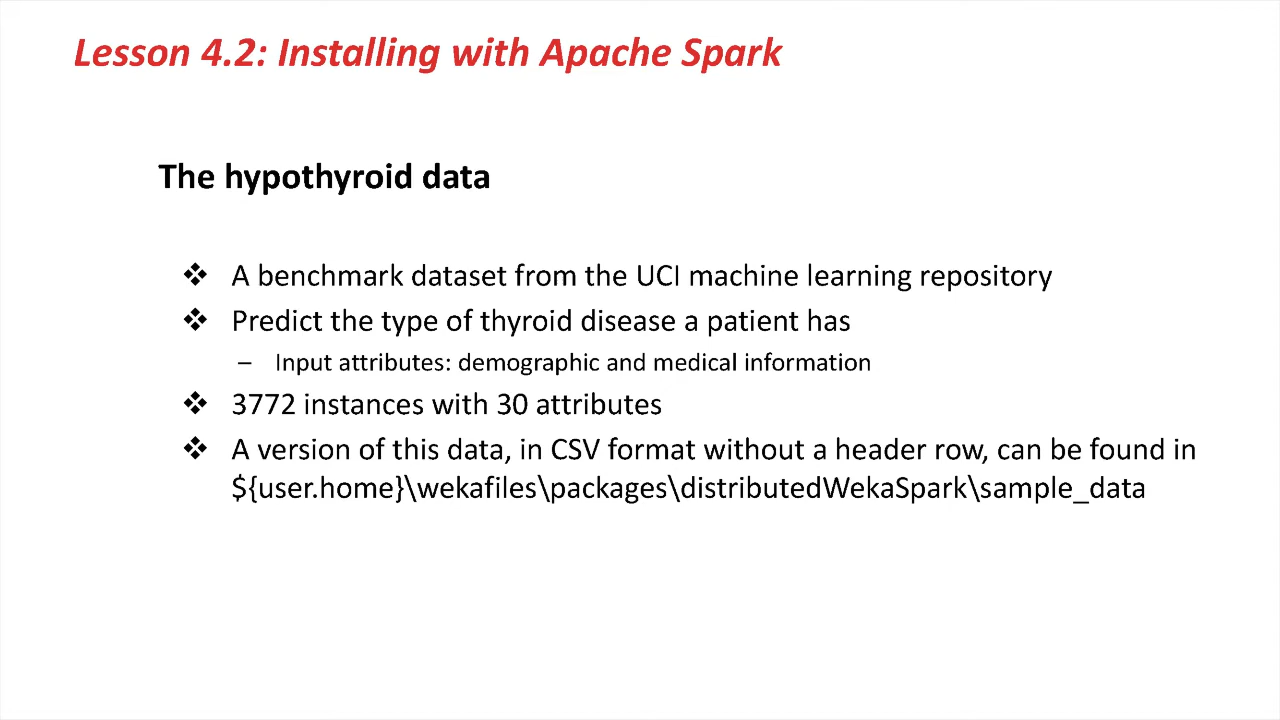 Lesson 4.2: Installing with Apache Spark
The hypothyroid data
❖ A benchmark dataset from the UCI machine learning repository
❖ Predict the type of thyroid disease a patient has
– Input attributes: demographic and medical information
❖ 3772 instances with 30 attributes
❖ A version of this data, in CSV format without a header row, can be found in
${user.home}\wekafiles\packages\distributedWekaSpark\sample_data